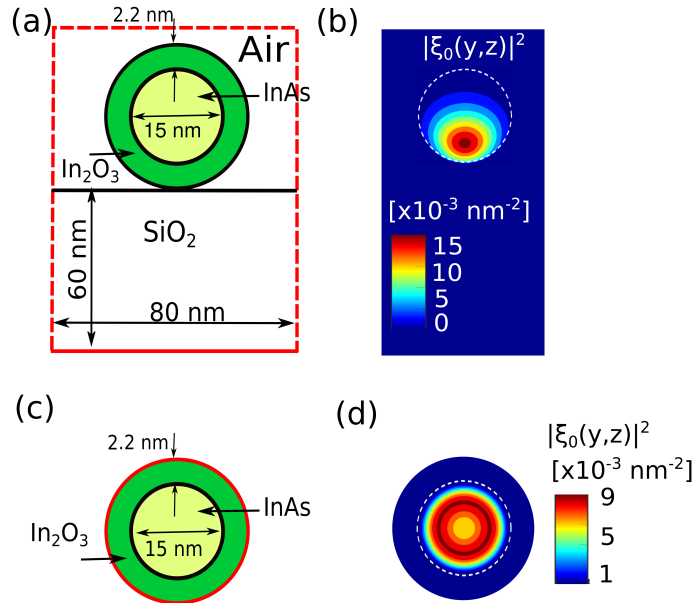 (a)
2.2 nm
Air
InAs
15 nm
In₂O₃
SiO₂
60 nm
80 nm
(b)
|ξ₀(y,z)|²
[x10⁻³ nm⁻²]
15
10
5
0
(c)
2.2 nm
InAs
In₂O₃
15 nm
(d)
|ξ₀(y,z)|²
[x10⁻³ nm⁻²]
9
5
1